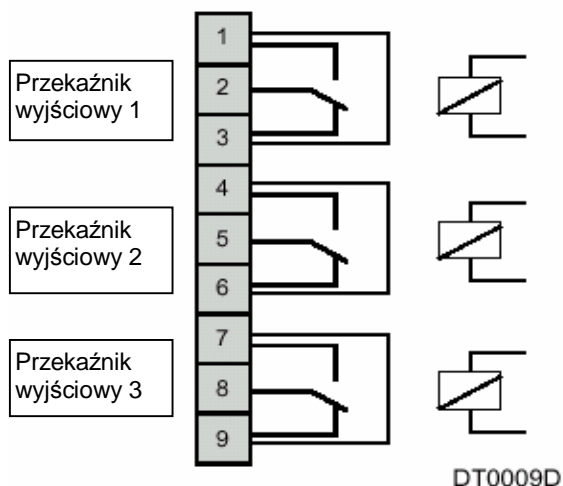 1
Przekaźnik
wyjściowy 1
2
3
4
Przekaźnik
wyjściowy 2
5
6
7
Przekaźnik
wyjściowy 3
8
9
DT0009D